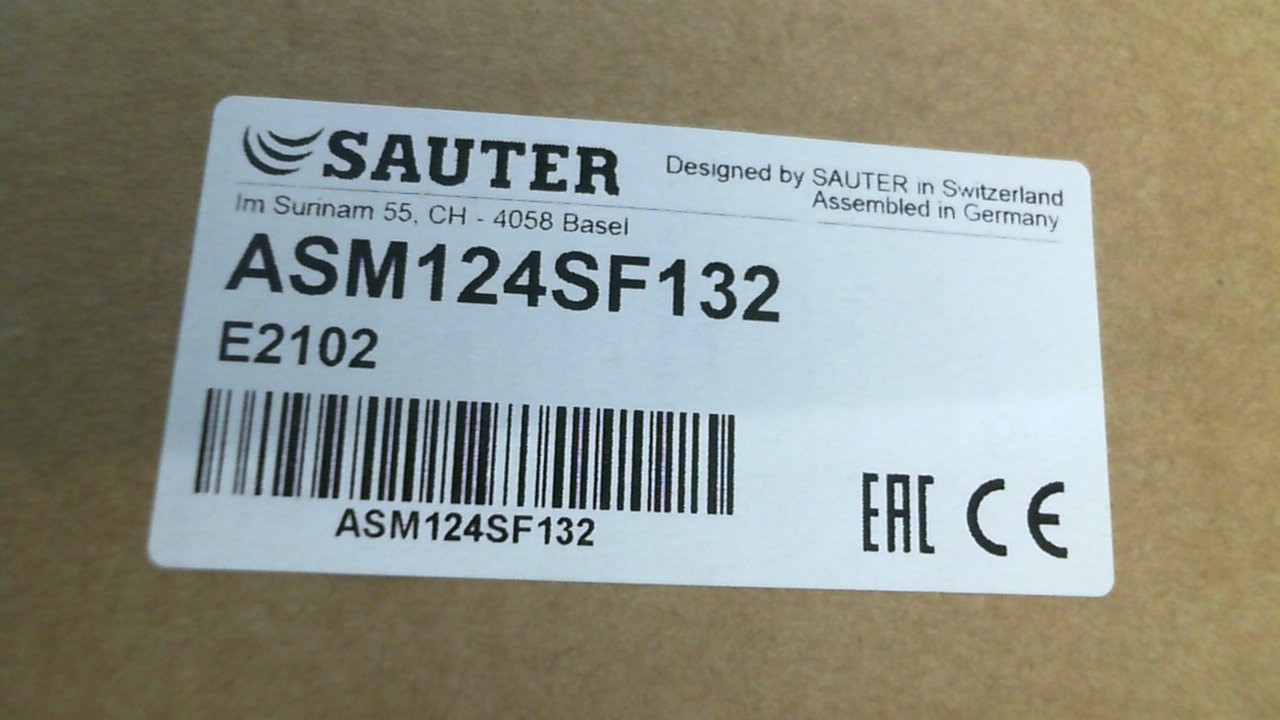 SAUTER
Designed by SAUTER in Switzerland
Assembled in Germany
Im Surinam 55, CH - 4058 Basel
ASM124SF132
E2102
ASM124SF132
EAC CE